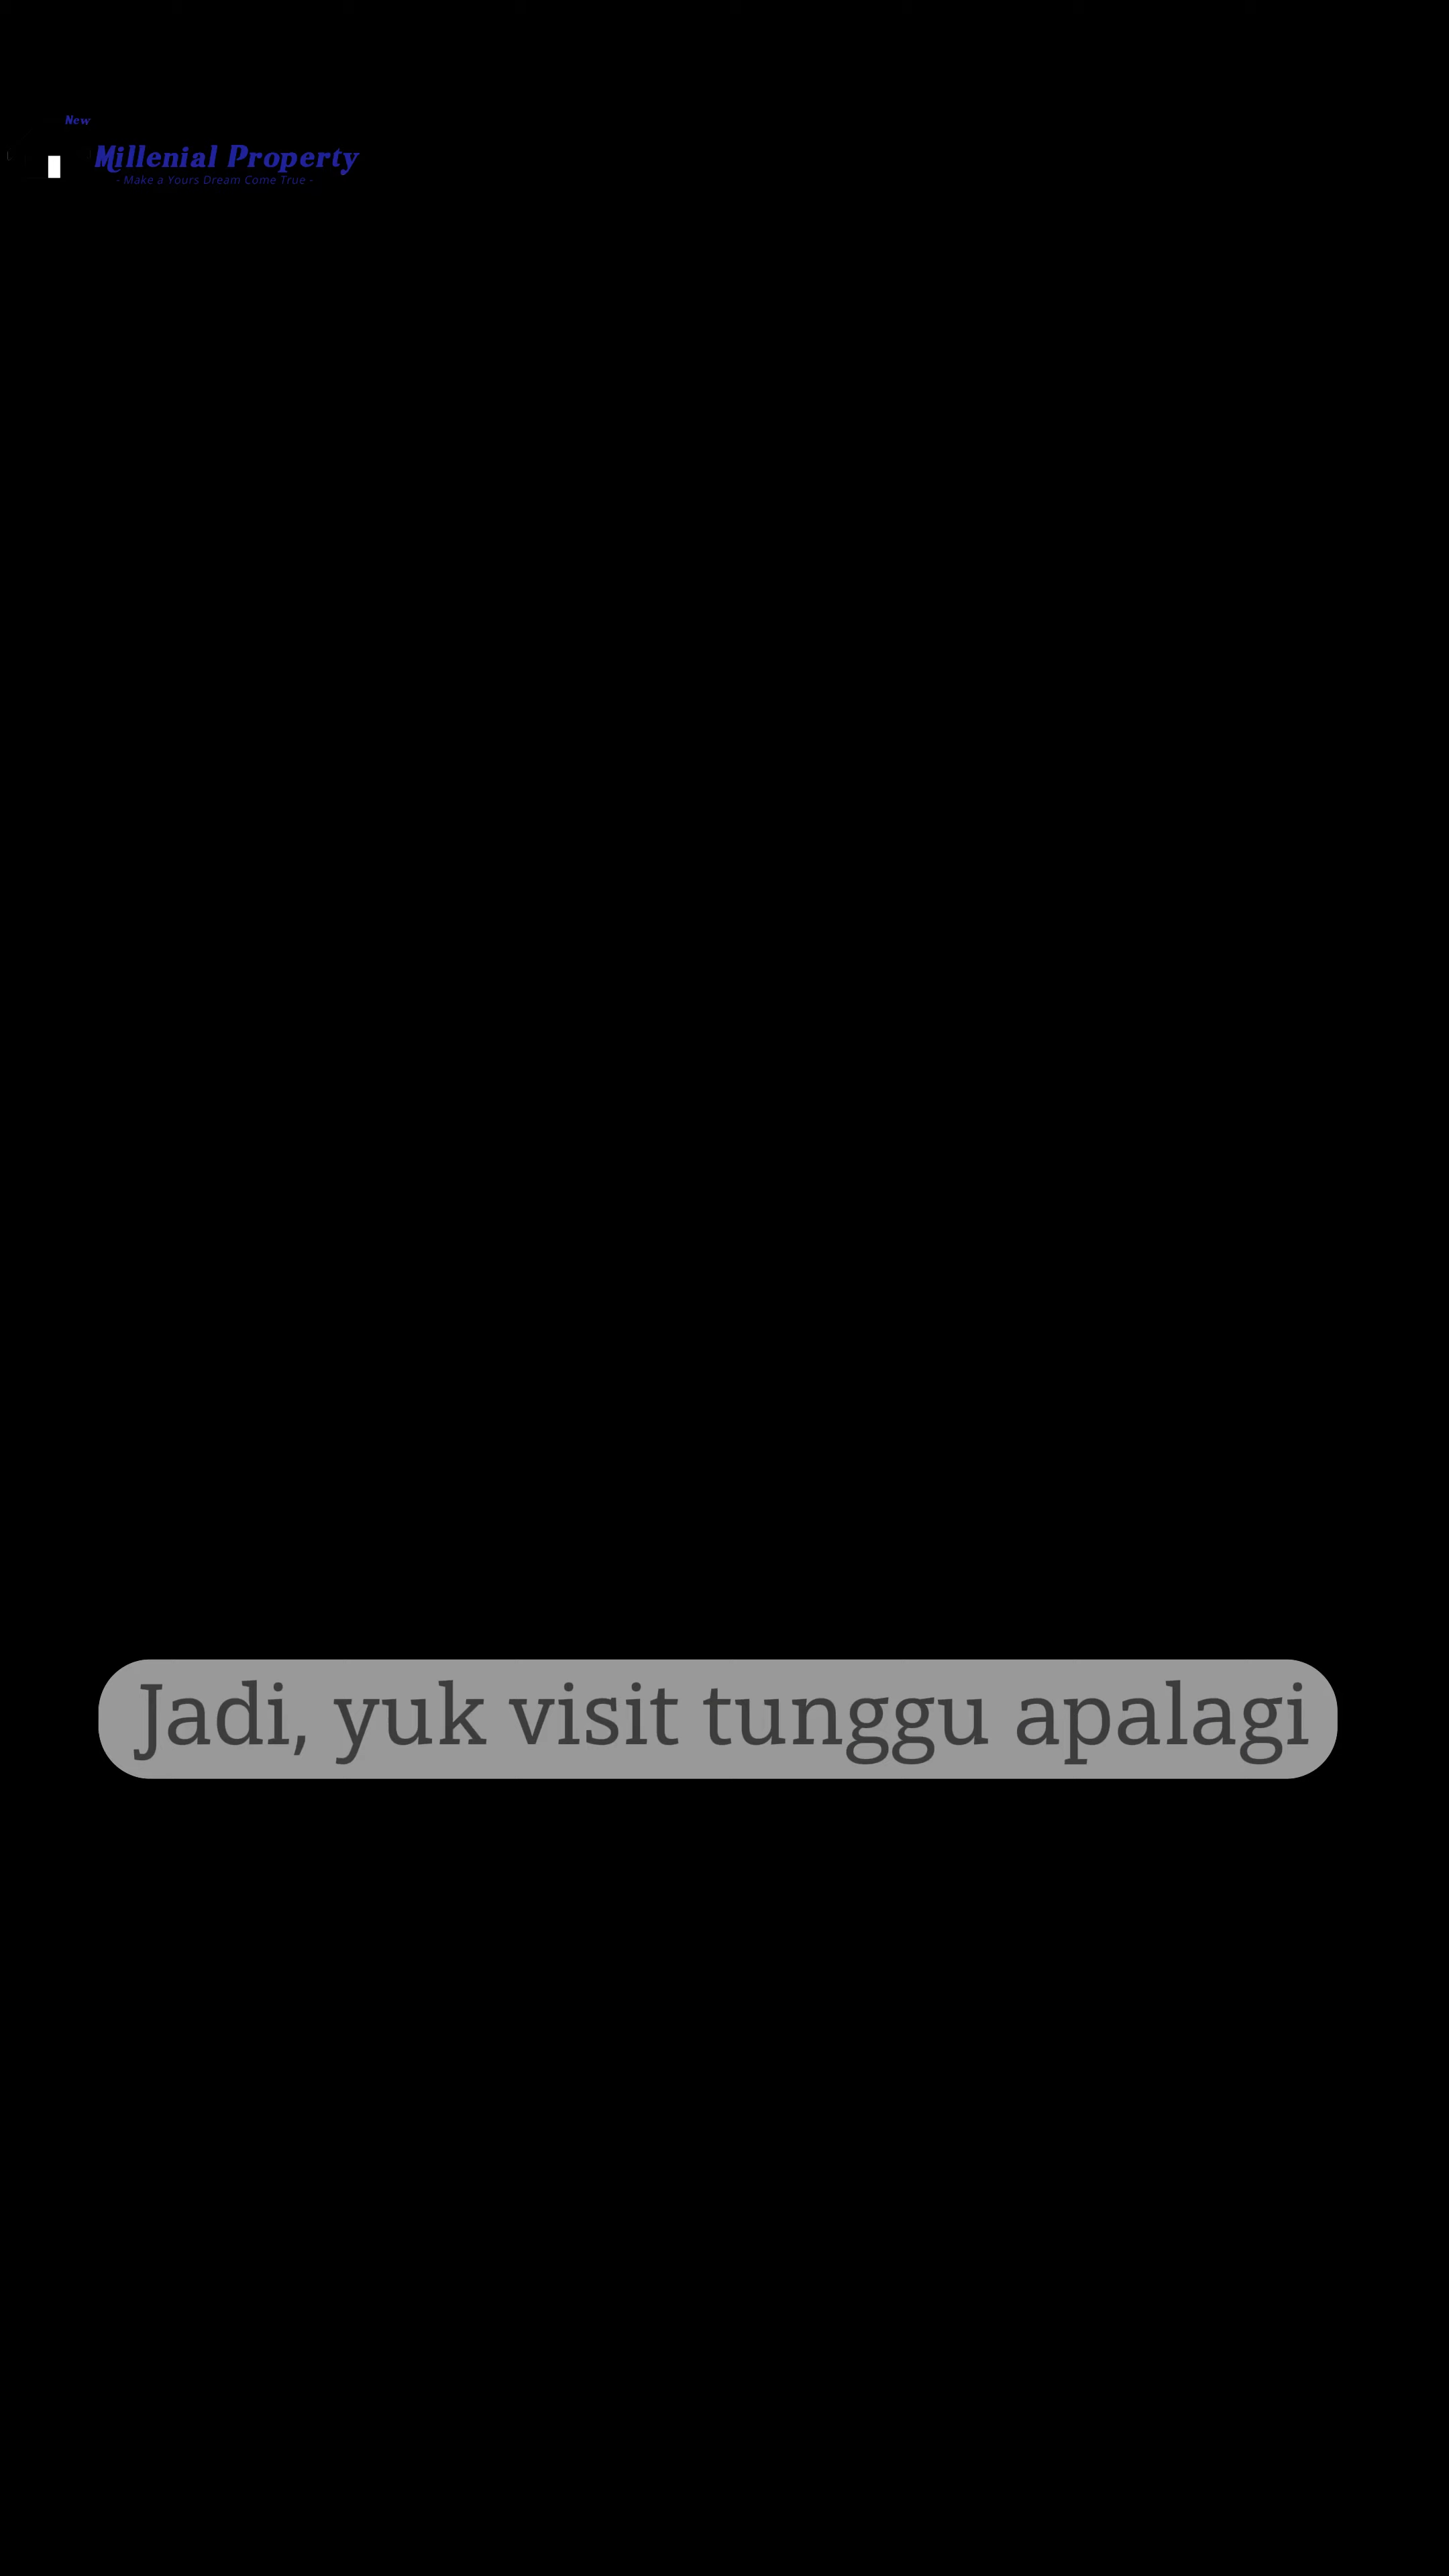 New
Millenial Property
- Make a Yours Dream Come True -
Jadi, yuk visit tunggu apalagi